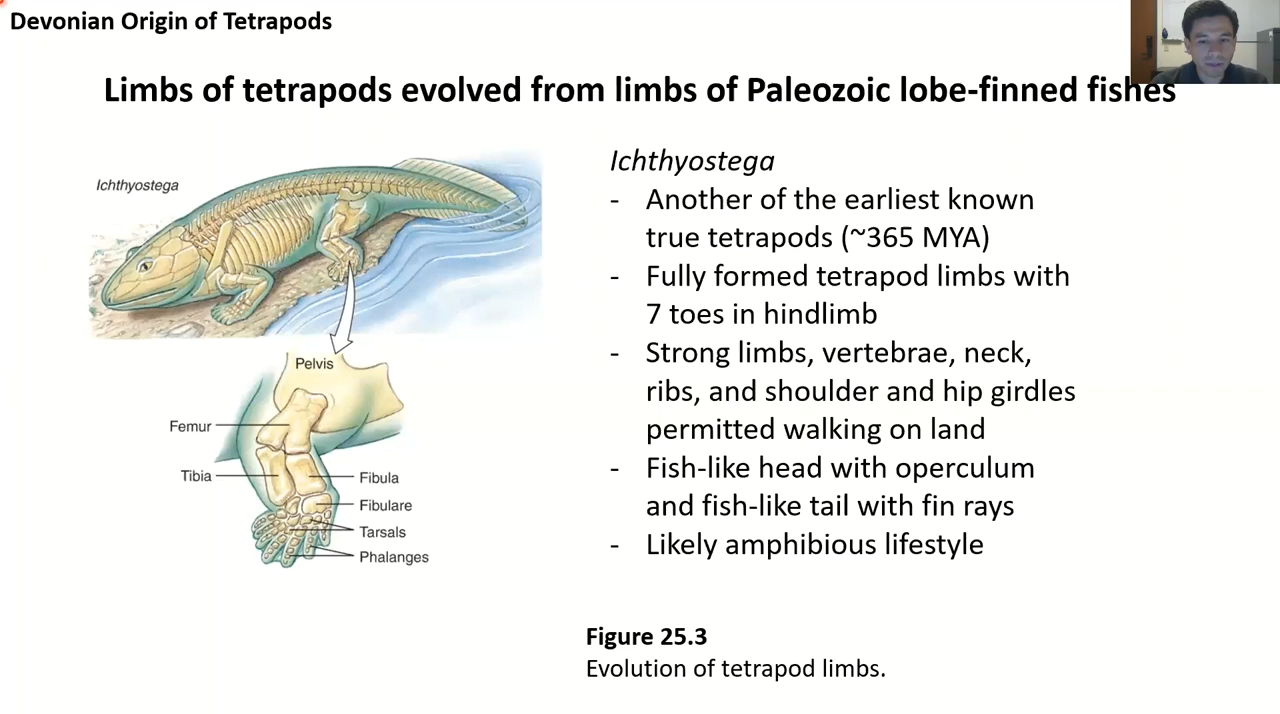 Devonian Origin of Tetrapods
Limbs of tetrapods evolved from limbs of Paleozoic lobe-finned fishes
Ichthyostega
Pelvis
Femur
Tibia
Fibula
Fibulare
Tarsals
Phalanges
Ichthyostega
- Another of the earliest known
true tetrapods (~365 MYA)
- Fully formed tetrapod limbs with
7 toes in hindlimb
- Strong limbs, vertebrae, neck,
ribs, and shoulder and hip girdles
permitted walking on land
- Fish-like head with operculum
and fish-like tail with fin rays
- Likely amphibious lifestyle
Figure 25.3
Evolution of tetrapod limbs.